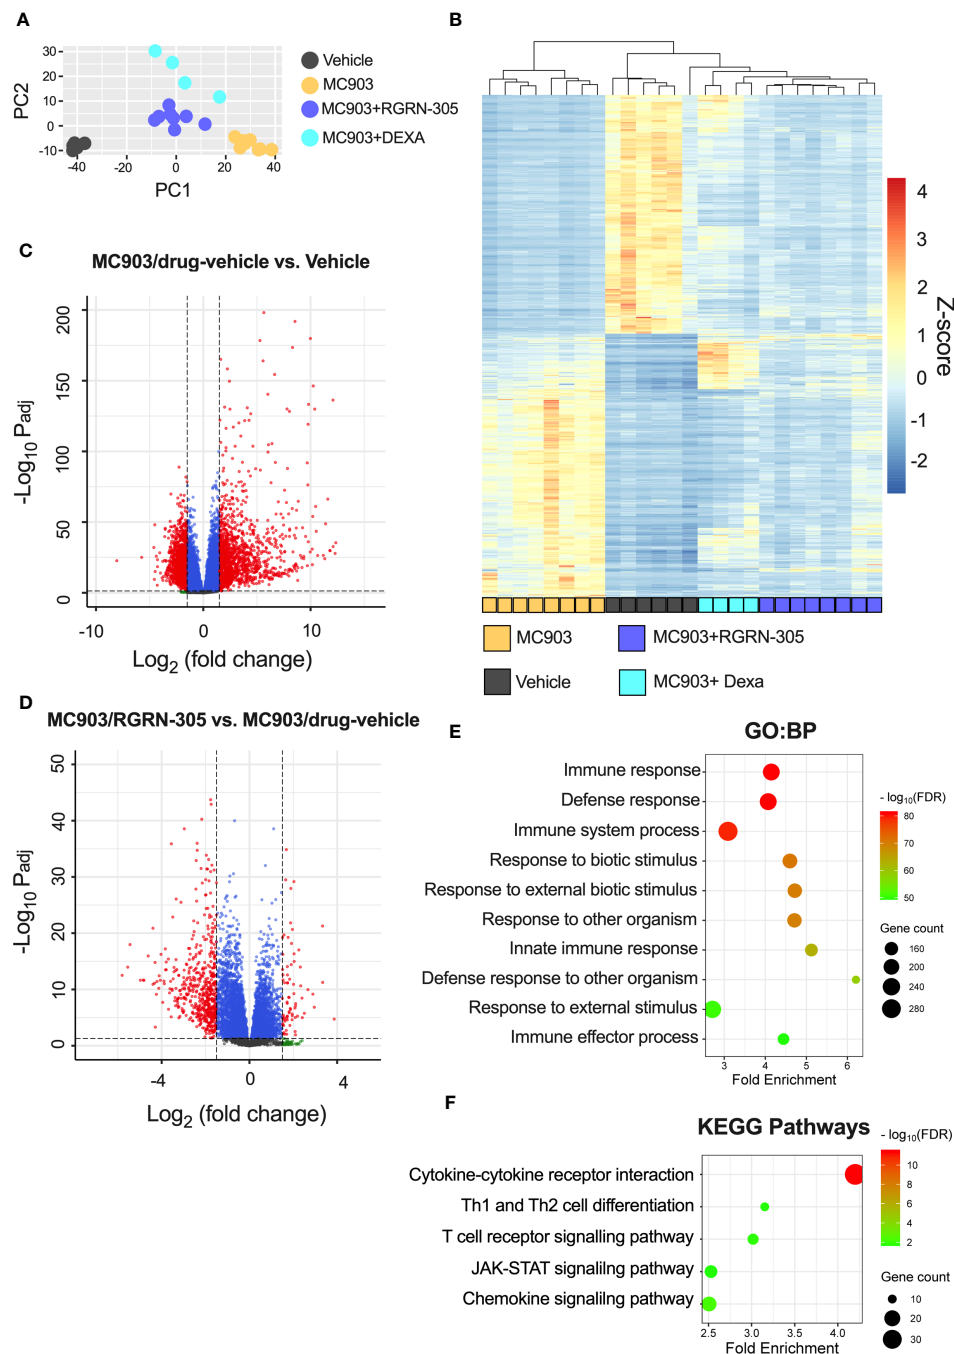 A
PC2
30
20
10
0
-10
-40
-20
0
20
40
PC1
Vehicle
MC903
MC903+RGRN-305
MC903+DEXA
B
4
3
2
1
0
-1
-2
Z-score
MC903
MC903+RGRN-305
Vehicle
MC903+ Dexa
C
MC903/drug-vehicle vs. Vehicle
-Log10 Padj
200
150
100
50
0
-10
0
10
Log2 (fold change)
D
MC903/RGRN-305 vs. MC903/drug-vehicle
-Log10 Padj
50
40
30
20
10
0
-4
0
4
Log2 (fold change)
E
GO:BP
Immune response
Defense response
Immune system process
Response to biotic stimulus
Response to external biotic stimulus
Response to other organism
Innate immune response
Defense response to other organism
Response to external stimulus
Immune effector process
3
4
5
6
Fold Enrichment
- log10(FDR)
80
70
60
50
Gene count
160
200
240
280
F
KEGG Pathways
Cytokine-cytokine receptor interaction
Th1 and Th2 cell differentiation
T cell receptor signalling pathway
JAK-STAT signalilng pathway
Chemokine signalilng pathway
2.5
3.0
3.5
4.0
Fold Enrichment
- log10(FDR)
10
8
6
4
2
Gene count
10
20
30